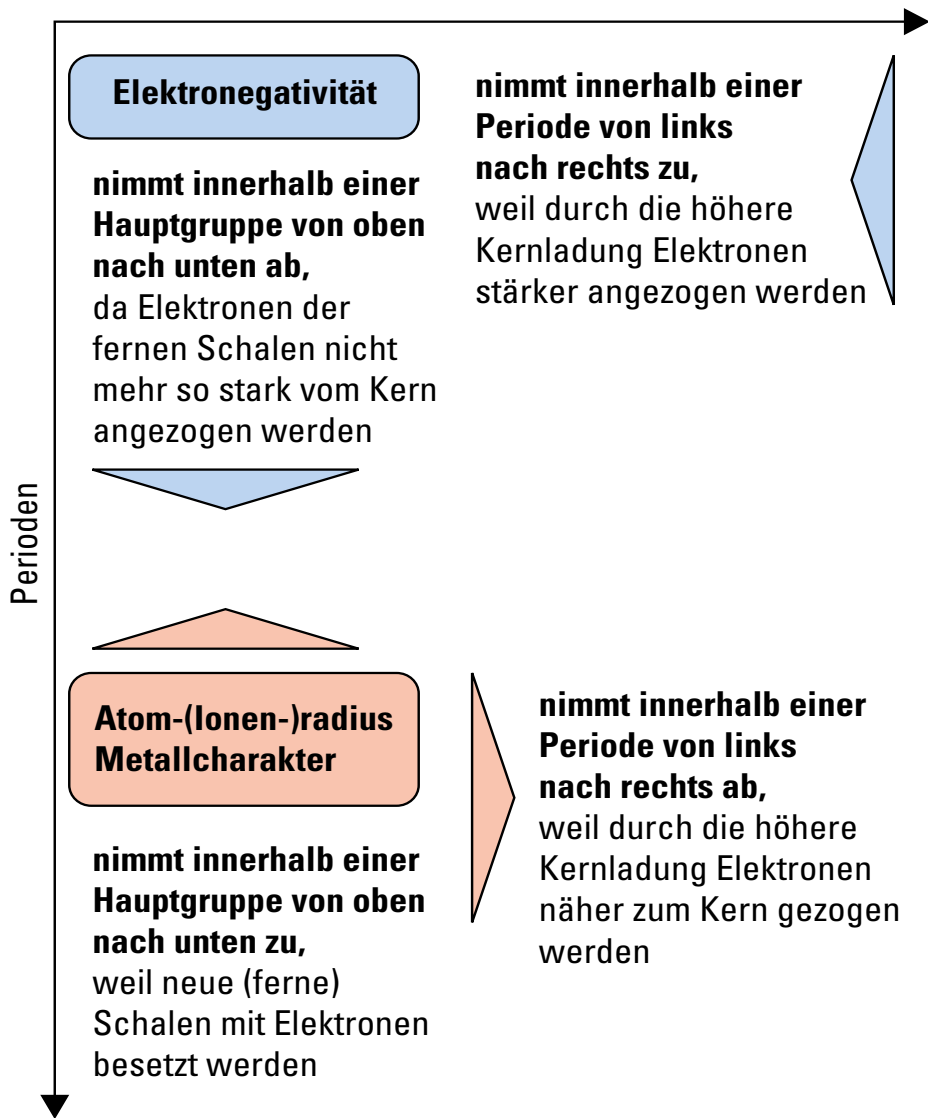 Elektronegativität
nimmt innerhalb einer
Hauptgruppe von oben
nach unten ab,
da Elektronen der
fernen Schalen nicht
mehr so stark vom Kern
angezogen werden
nimmt innerhalb einer
Periode von links
nach rechts zu,
weil durch die höhere
Kernladung Elektronen
stärker angezogen werden
Perioden
Atom-(Ionen-)radius
Metallcharakter
nimmt innerhalb einer
Hauptgruppe von oben
nach unten zu,
weil neue (ferne)
Schalen mit Elektronen
besetzt werden
nimmt innerhalb einer
Periode von links
nach rechts ab,
weil durch die höhere
Kernladung Elektronen
näher zum Kern gezogen
werden